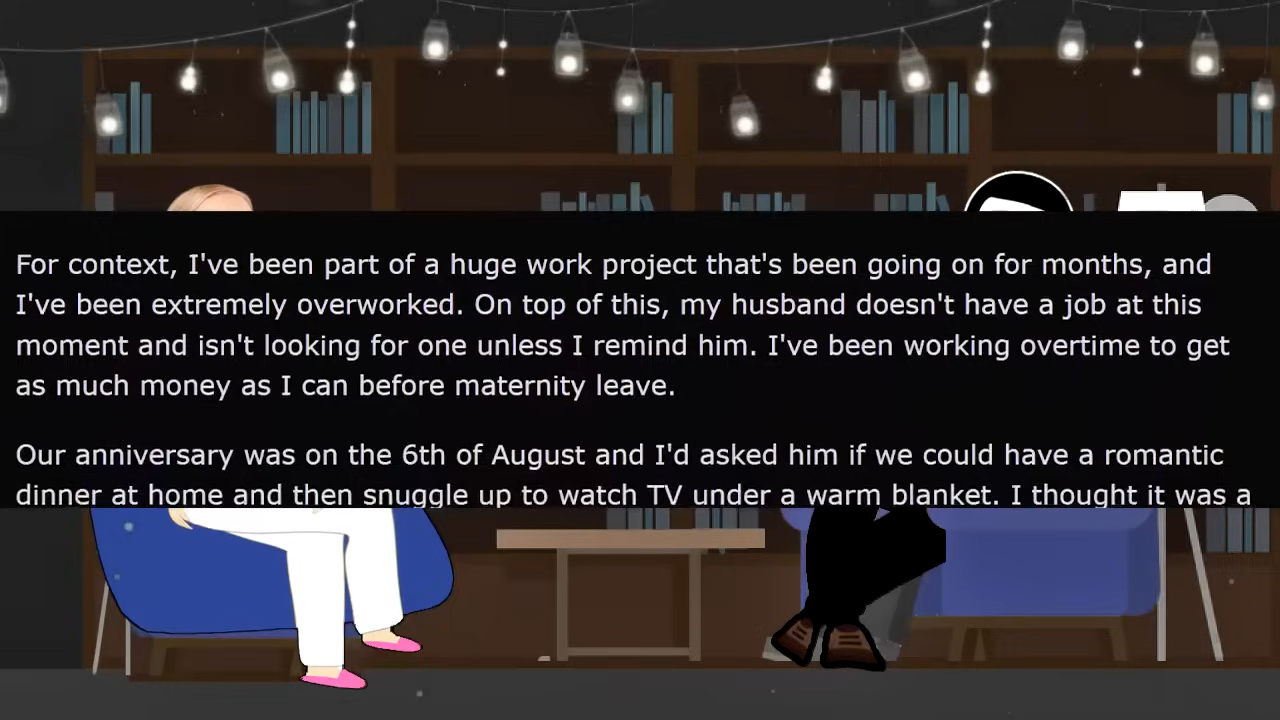 For context, I've been part of a huge work project that's been going on for months, and
I've been extremely overworked. On top of this, my husband doesn't have a job at this
moment and isn't looking for one unless I remind him. I've been working overtime to get
as much money as I can before maternity leave.
Our anniversary was on the 6th of August and I'd asked him if we could have a romantic
dinner at home and then snuggle up to watch TV under a warm blanket. I thought it was a